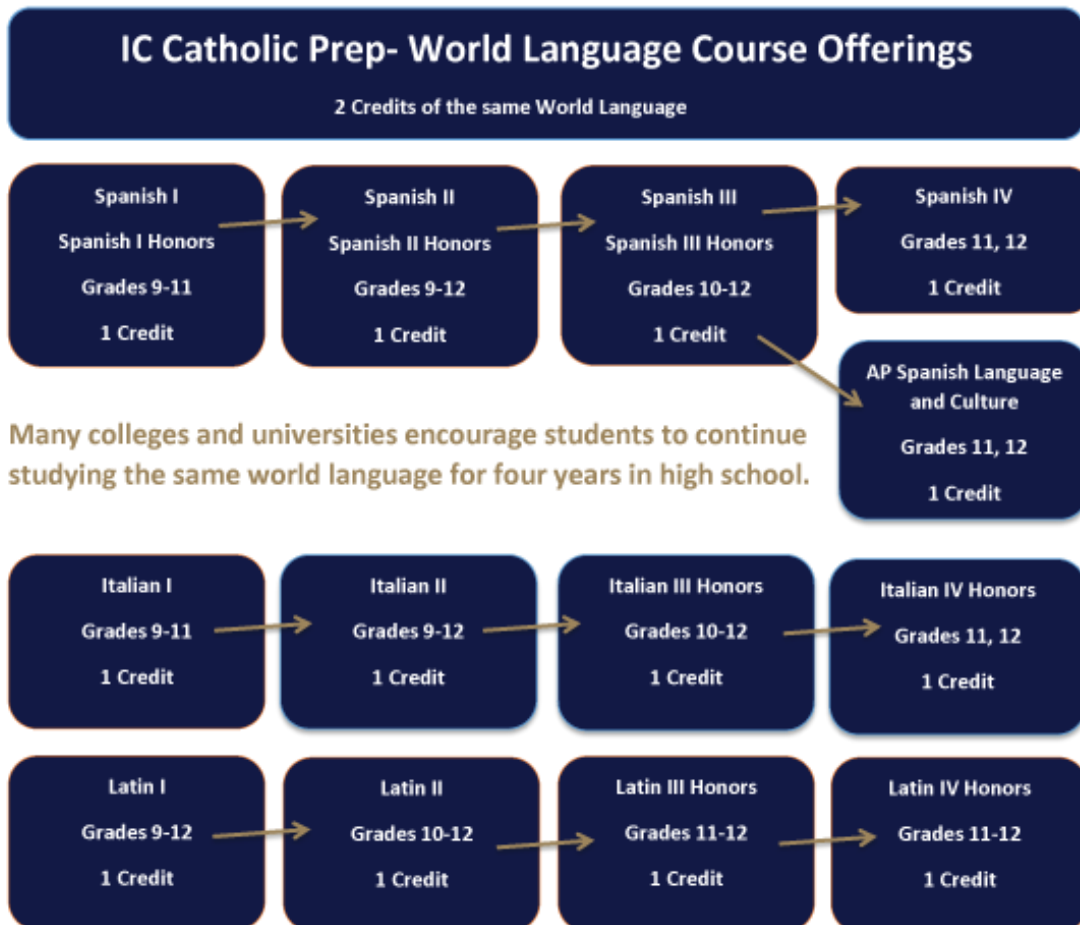 IC Catholic Prep- World Language Course Offerings
2 Credits of the same World Language
Spanish I
Spanish I Honors
Grades 9-11
1 Credit
Spanish II
Spanish II Honors
Grades 9-12
1 Credit
Spanish III
Spanish III Honors
Grades 10-12
1 Credit
Spanish IV
Grades 11, 12
1 Credit
AP Spanish Language
and Culture
Grades 11, 12
1 Credit
Many colleges and universities encourage students to continue
studying the same world language for four years in high school.
Italian I
Grades 9-11
1 Credit
Italian II
Grades 9-12
1 Credit
Italian III Honors
Grades 10-12
1 Credit
Italian IV Honors
Grades 11, 12
1 Credit
Latin I
Grades 9-12
1 Credit
Latin II
Grades 10-12
1 Credit
Latin III Honors
Grades 11-12
1 Credit
Latin IV Honors
Grades 11-12
1 Credit